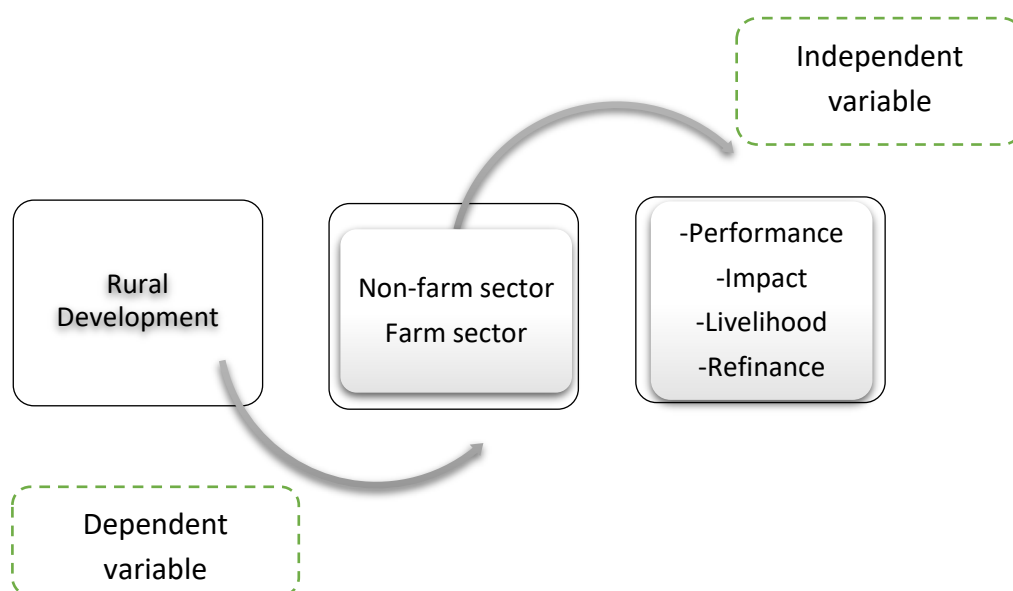 Independent
variable
Rural
Development
Non-farm sector
Farm sector
-Performance
-Impact
-Livelihood
-Refinance
Dependent
variable